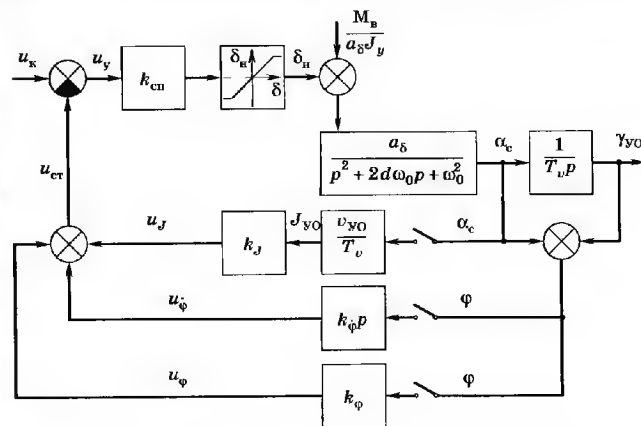 M_в
a_δ J_y
u_к
u_y
k_сп
δ_н
δ
δ_н
a_δ
p² + 2dω₀p + ω₀²
α_с
1
T_v p
γ_УО
u_ст
u_J
k_J
J_УО
v_УО
T_v
α_с
u_φ̇
k_φ̇ p
φ
u_φ
k_φ
φ